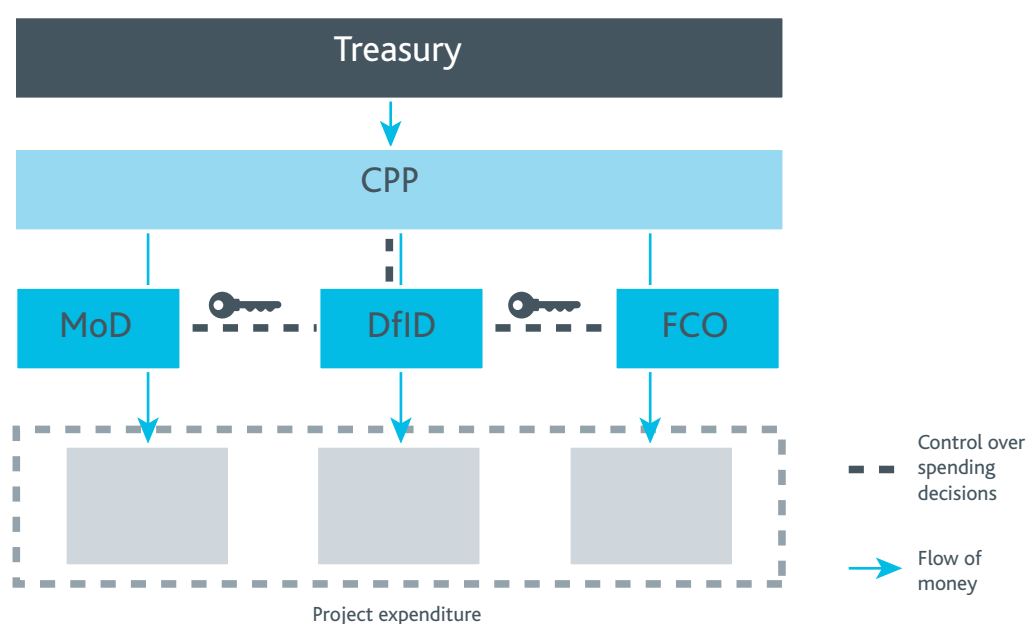 Treasury
CPP
MoD
DfID
FCO
Control over
spending
decisions
Flow of
money
Project expenditure